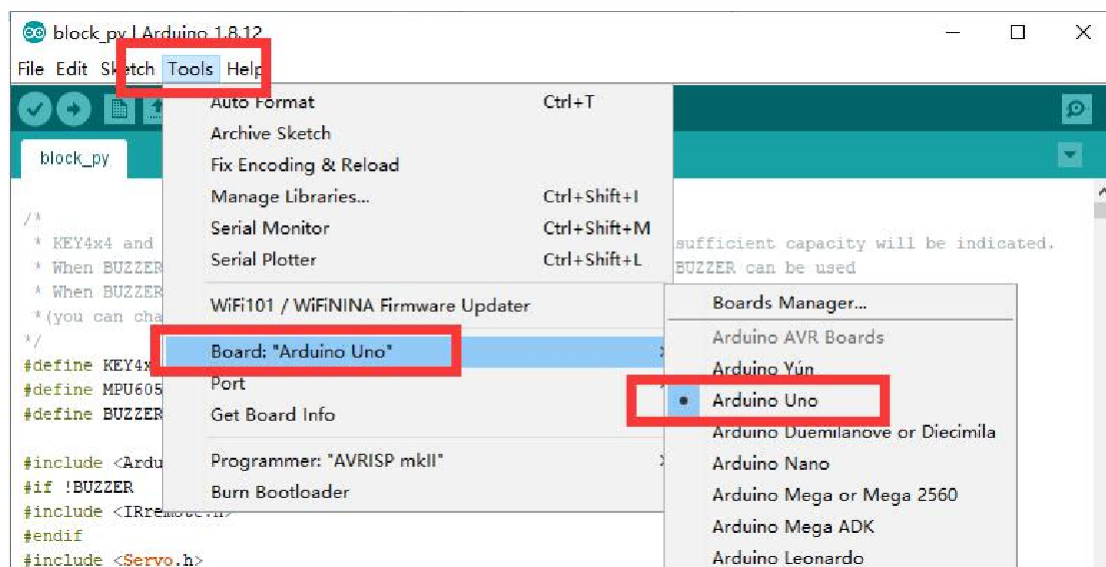 block_py | Arduino 1.8.12
File Edit Sketch Tools Help
block_py
Auto Format Ctrl+T
Archive Sketch
Fix Encoding & Reload
Manage Libraries... Ctrl+Shift+I
Serial Monitor Ctrl+Shift+M
Serial Plotter Ctrl+Shift+L
WiFi101 / WiFiNINA Firmware Updater
Board: "Arduino Uno"
Port
Get Board Info
Programmer: "AVRISP mkII"
Burn Bootloader
Boards Manager...
Arduino AVR Boards
Arduino Yún
Arduino Uno
Arduino Duemilanove or Diecimila
Arduino Nano
Arduino Mega or Mega 2560
Arduino Mega ADK
Arduino Leonardo
/*
* KEY4x4 and sufficient capacity will be indicated.
* When BUZZER BUZZER can be used
* When BUZZER
*(you can cha
*/
#define KEY4x
#define MPU605
#define BUZZER
#include <Ardu
#if !BUZZER
#include <IRremote.h>
#endif
#include <Servo.h>